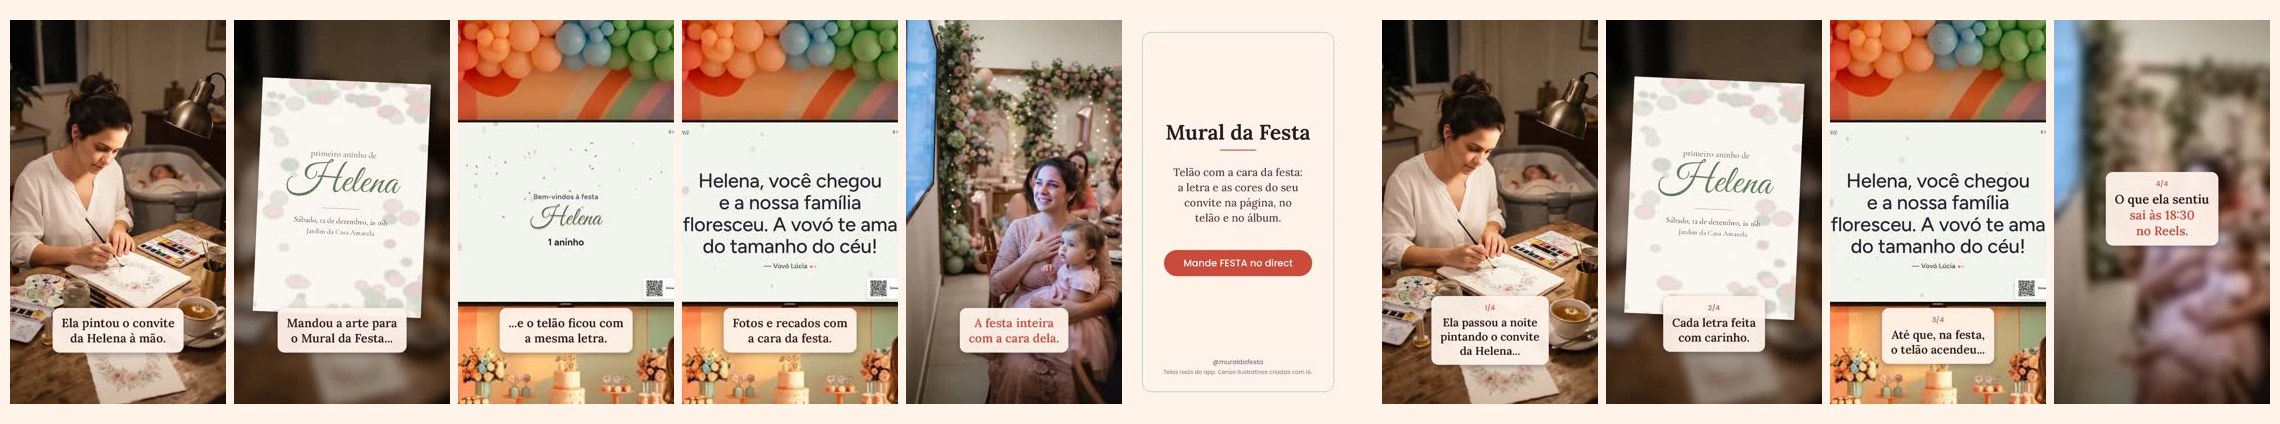 Ela pintou o convite
da Helena à mão.
primeiro aninho de
Helena
Sábado, 12 de dezembro, às 16h
Jardim da Casa Amarela
Mandou a arte para
o Mural da Festa...
Bem-vindos à festa
Helena
1 aninho
...e o telão ficou com
a mesma letra.
Helena, você chegou
e a nossa família
floresceu. A vovó te ama
do tamanho do céu!
— Vovó Lúcia
Fotos e recados com
a cara da festa.
A festa inteira
com a cara dela.
Mural da Festa
Telão com a cara da festa:
a letra e as cores do seu
convite na página, no
telão e no álbum.
Mande FESTA no direct
@muraldafesta
Telas reais do app. Cenas ilustrativas criadas com IA.
1/4
Ela passou a noite
pintando o convite
da Helena...
primeiro aninho de
Helena
Sábado, 12 de dezembro, às 16h
Jardim da Casa Amarela
2/4
Cada letra feita
com carinho.
Helena, você chegou
e a nossa família
floresceu. A vovó te ama
do tamanho do céu!
— Vovó Lúcia
3/4
Até que, na festa,
o telão acendeu...
4/4
O que ela sentiu
sai às 18:30
no Reels.